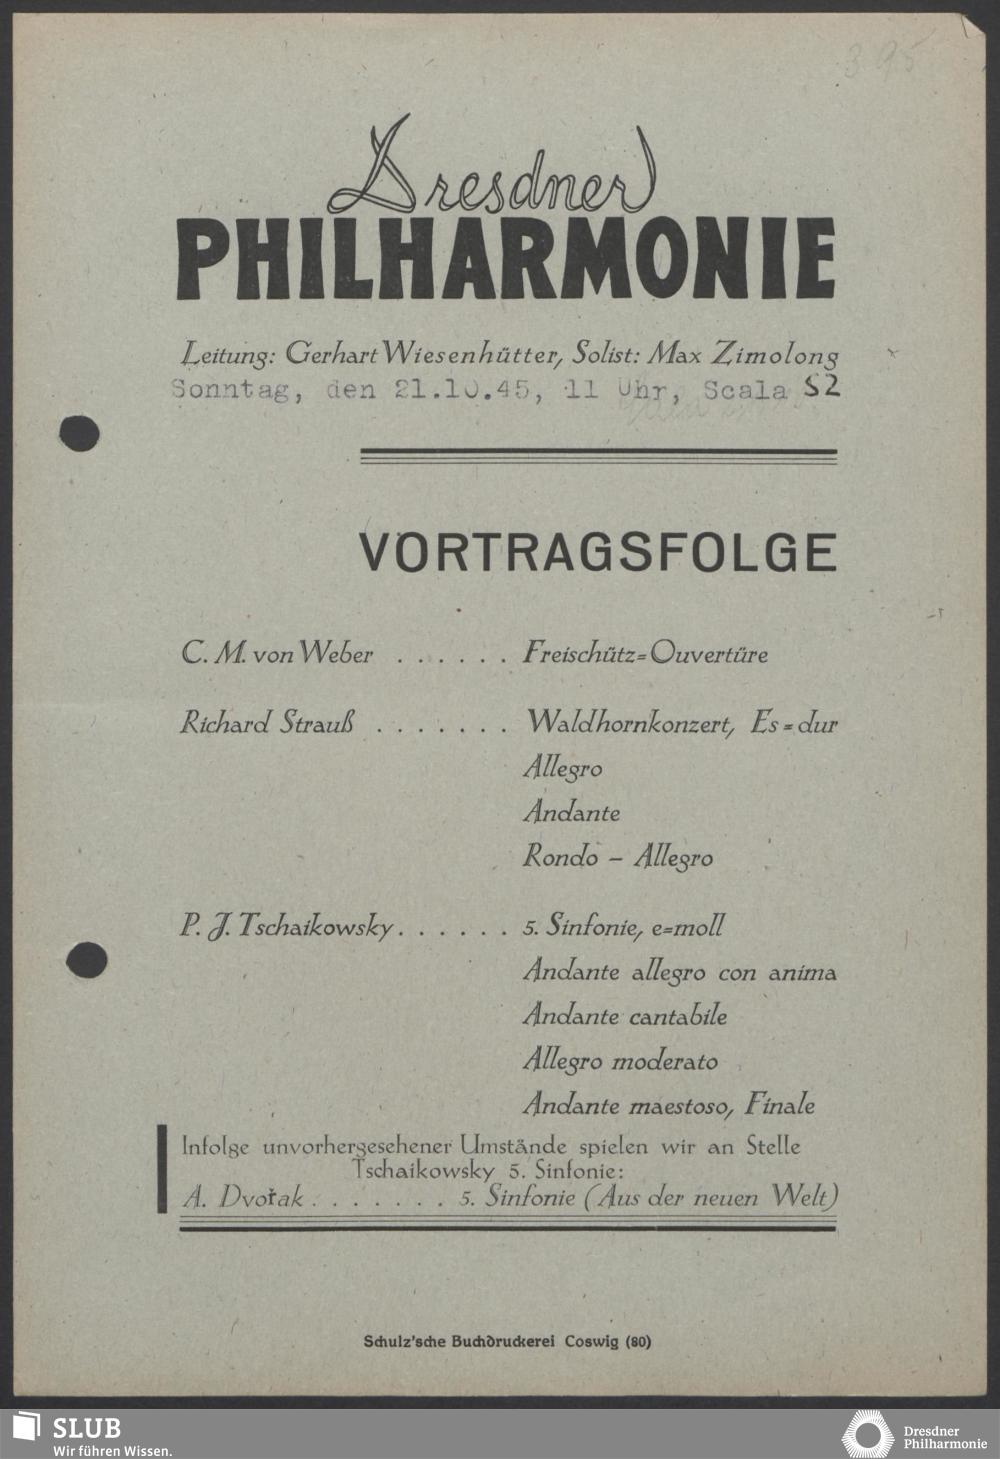 395
Dresdner
PHILHARMONIE
Leitung: Gerhart Wiesenhütter, Solist: Max Zimolong
Sonntag, den 21.10.45, 11 Uhr, Scala S2
VORTRAGSFOLGE
C. M. von Weber . . . . . . Freischütz=Ouvertüre
Richard Strauß . . . . . . . Waldhornkonzert, Es=dur
Allegro
Andante
Rondo – Allegro
P. J. Tschaikowsky . . . . . . 5. Sinfonie, e=moll
Andante allegro con anima
Andante cantabile
Allegro moderato
Andante maestoso, Finale
Infolge unvorhergesehener Umstände spielen wir an Stelle
Tschaikowsky 5. Sinfonie:
A. Dvořak . . . . . . . 5. Sinfonie (Aus der neuen Welt)
Schulz'sche Buchdruckerei Coswig (80)
SLUB
Wir führen Wissen.
Dresdner
Philharmonie